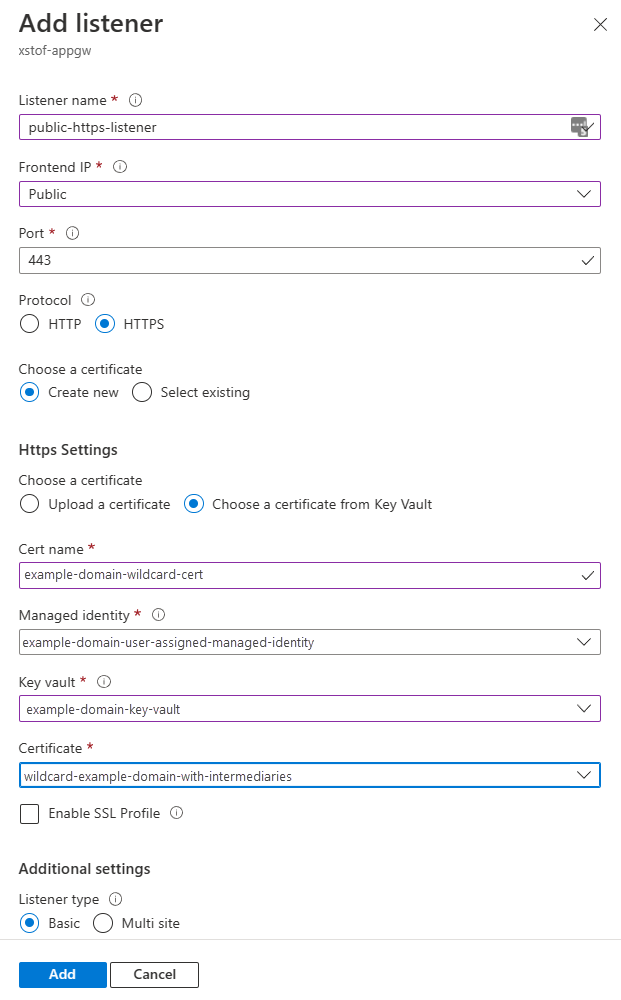 Add listener
xstof-appgw
Listener name *
public-https-listener
Frontend IP *
Public
Port *
443
Protocol
HTTP HTTPS
Choose a certificate
Create new Select existing
Https Settings
Choose a certificate
Upload a certificate Choose a certificate from Key Vault
Cert name *
example-domain-wildcard-cert
Managed identity *
example-domain-user-assigned-managed-identity
Key vault *
example-domain-key-vault
Certificate *
wildcard-example-domain-with-intermediaries
Enable SSL Profile
Additional settings
Listener type
Basic Multi site
Add Cancel